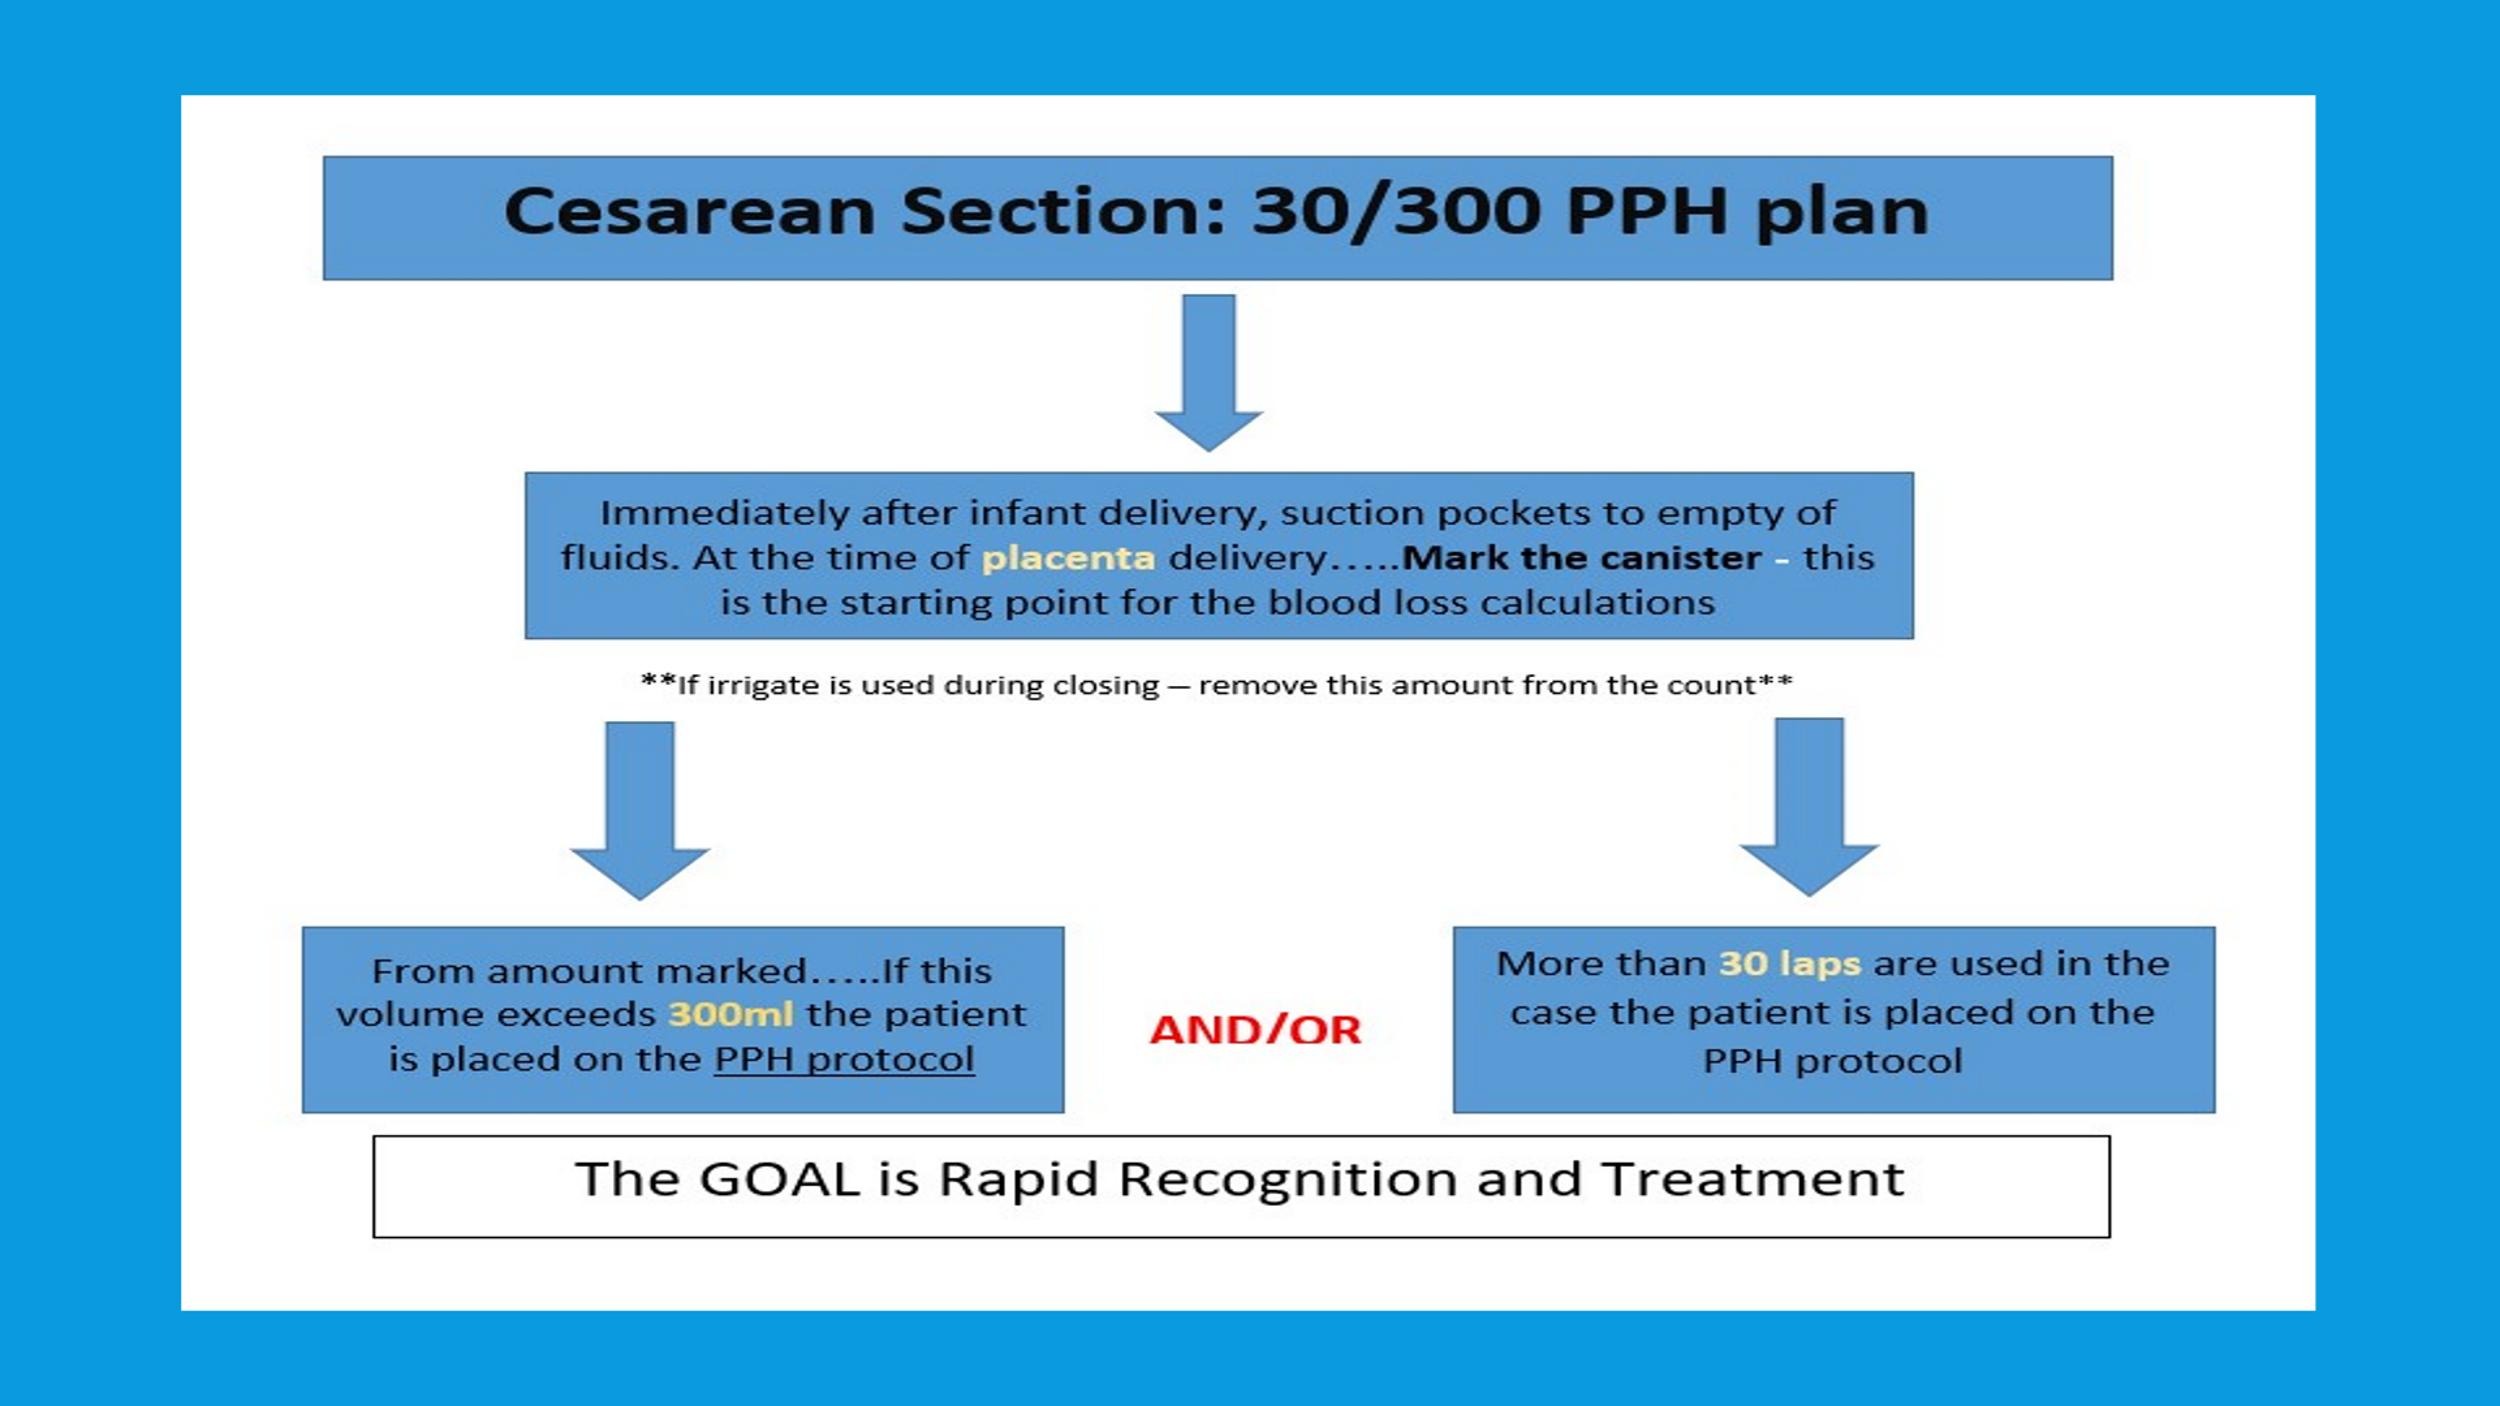 Cesarean Section: 30/300 PPH plan
Immediately after infant delivery, suction pockets to empty of
fluids. At the time of placenta delivery…..Mark the canister - this
is the starting point for the blood loss calculations
**If irrigate is used during closing – remove this amount from the count**
From amount marked…..If this
volume exceeds 300ml the patient
is placed on the PPH protocol
AND/OR
More than 30 laps are used in the
case the patient is placed on the
PPH protocol
The GOAL is Rapid Recognition and Treatment